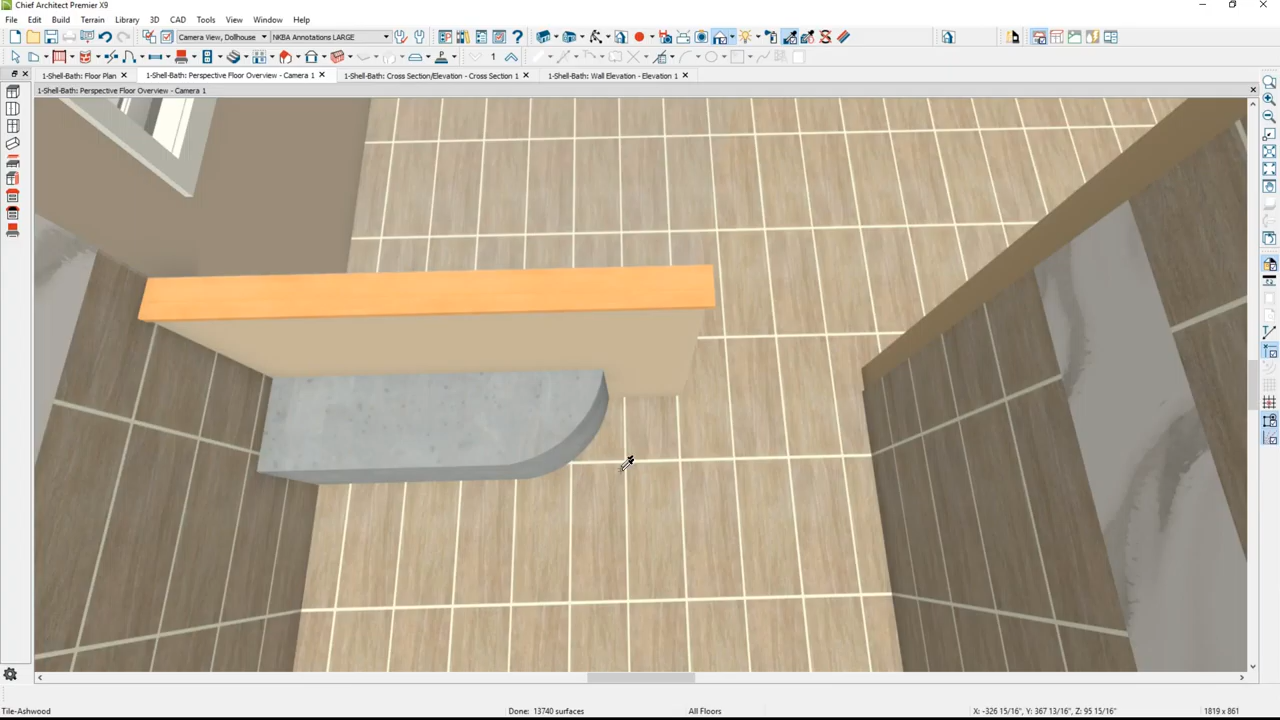 Chief Architect Premier X9
File Edit Build Terrain Library 3D CAD Tools View Window Help
Camera View, Dollhouse NKBA Annotations LARGE
1
1-Shell-Bath: Floor Plan 1-Shell-Bath: Perspective Floor Overview - Camera 1 1-Shell-Bath: Cross Section/Elevation - Cross Section 1 1-Shell-Bath: Wall Elevation - Elevation 1
1-Shell-Bath: Perspective Floor Overview - Camera 1
Tile-Ashwood Done: 13740 surfaces All Floors X: -326 15/16", Y: 367 13/16", Z: 95 15/16" 1819 x 861